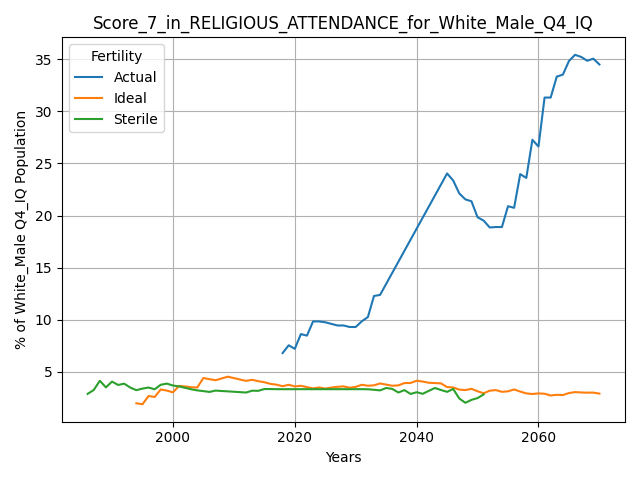 Score_7_in_RELIGIOUS_ATTENDANCE_for_White_Male_Q4_IQ
Fertility
Actual
Ideal
Sterile
% of White_Male Q4_IQ Population
35
30
25
20
15
10
5
2000 2020 2040 2060
Years